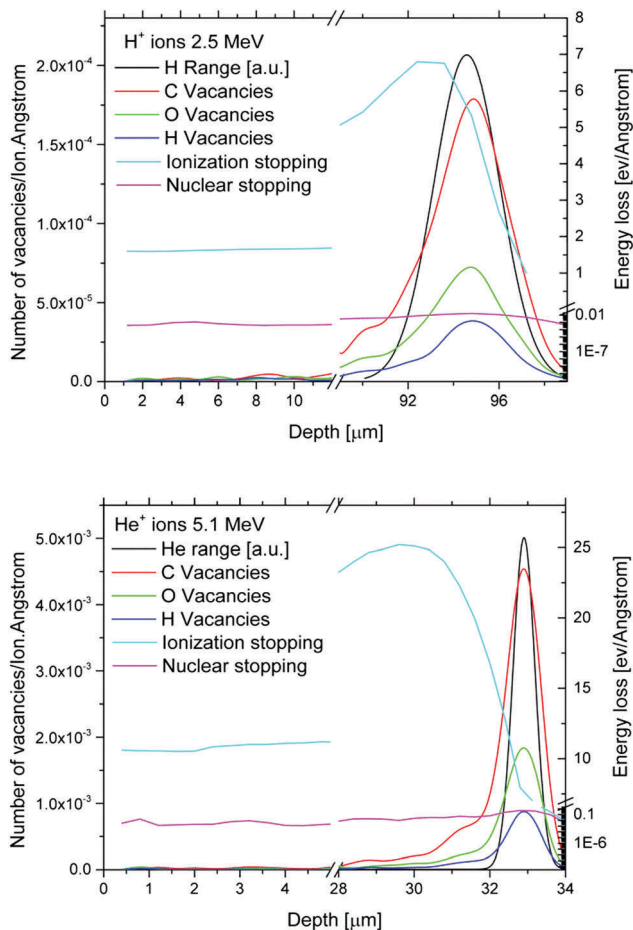 H+ ions 2.5 MeV
H Range [a.u.]
C Vacancies
O Vacancies
H Vacancies
Ionization stopping
Nuclear stopping
Number of vacancies/Ion.Angstrom
2.0x10-4
1.5x10-4
1.0x10-4
5.0x10-5
0.0
2 4 6 8 10 92 96
Depth [μm]
8
7
6
5
4
3
2
1
0.01
1E-7
Energy loss [ev/Angstrom]
He+ ions 5.1 MeV
He range [a.u.]
C Vacancies
O Vacancies
H Vacancies
Ionization stopping
Nuclear stopping
Number of vacancies/Ion.Angstrom
5.0x10-3
4.0x10-3
3.0x10-3
2.0x10-3
1.0x10-3
0.0
0 1 2 3 4 28 30 32 34
Depth [μm]
25
20
15
10
0.1
1E-6
Energy loss [ev/Angstrom]